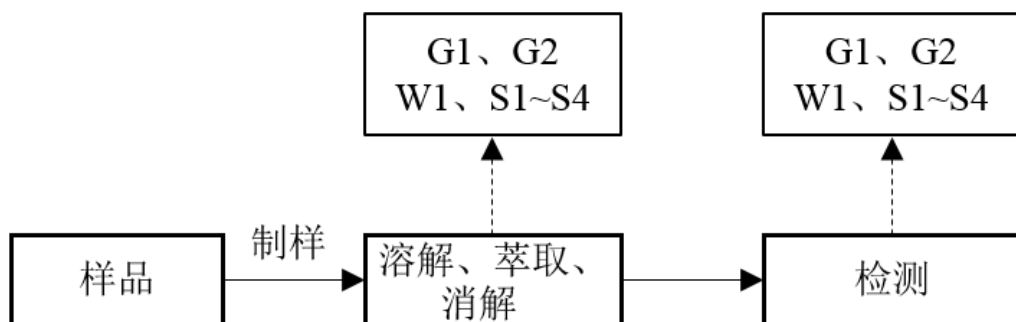 G1、G2
W1、S1~S4
G1、G2
W1、S1~S4
样品
制样
溶解、萃取、
消解
检测